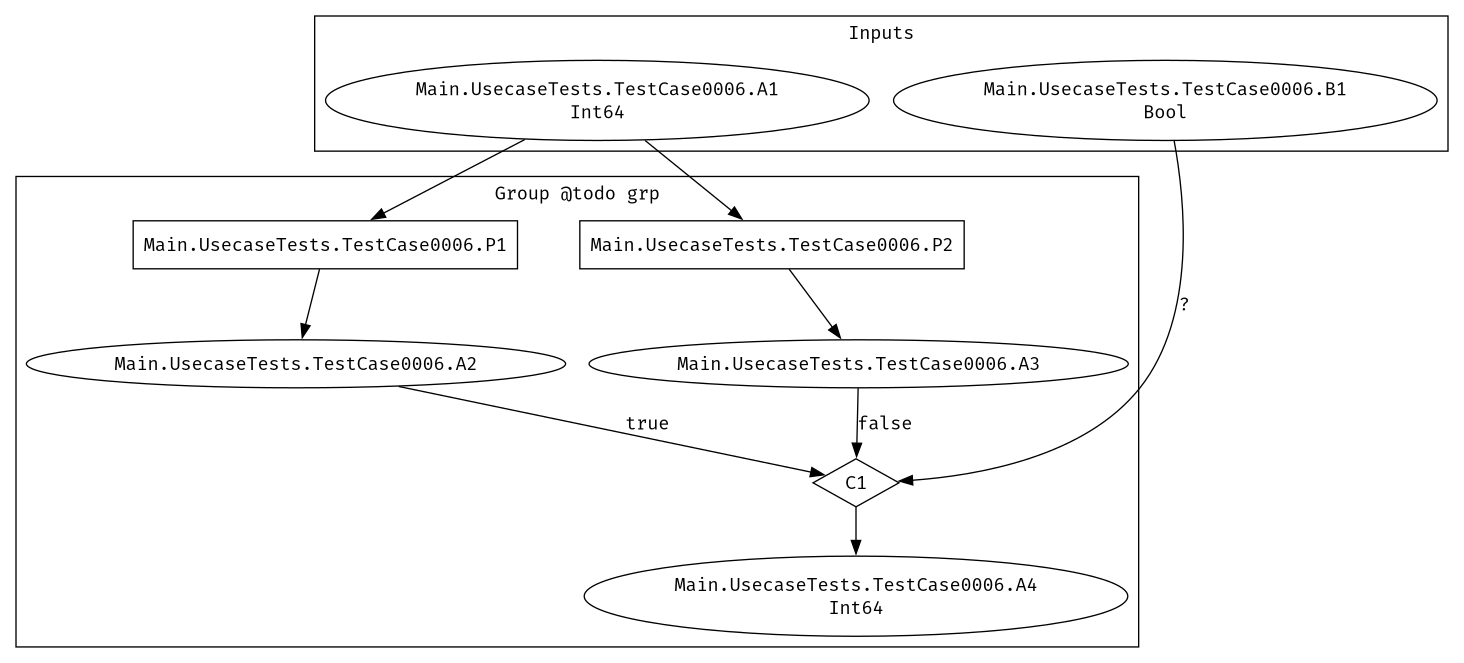 Inputs
Main.UsecaseTests.TestCase0006.A1
Int64
Main.UsecaseTests.TestCase0006.B1
Bool
Group @todo grp
Main.UsecaseTests.TestCase0006.P1
Main.UsecaseTests.TestCase0006.P2
?
Main.UsecaseTests.TestCase0006.A2
Main.UsecaseTests.TestCase0006.A3
true
false
C1
Main.UsecaseTests.TestCase0006.A4
Int64